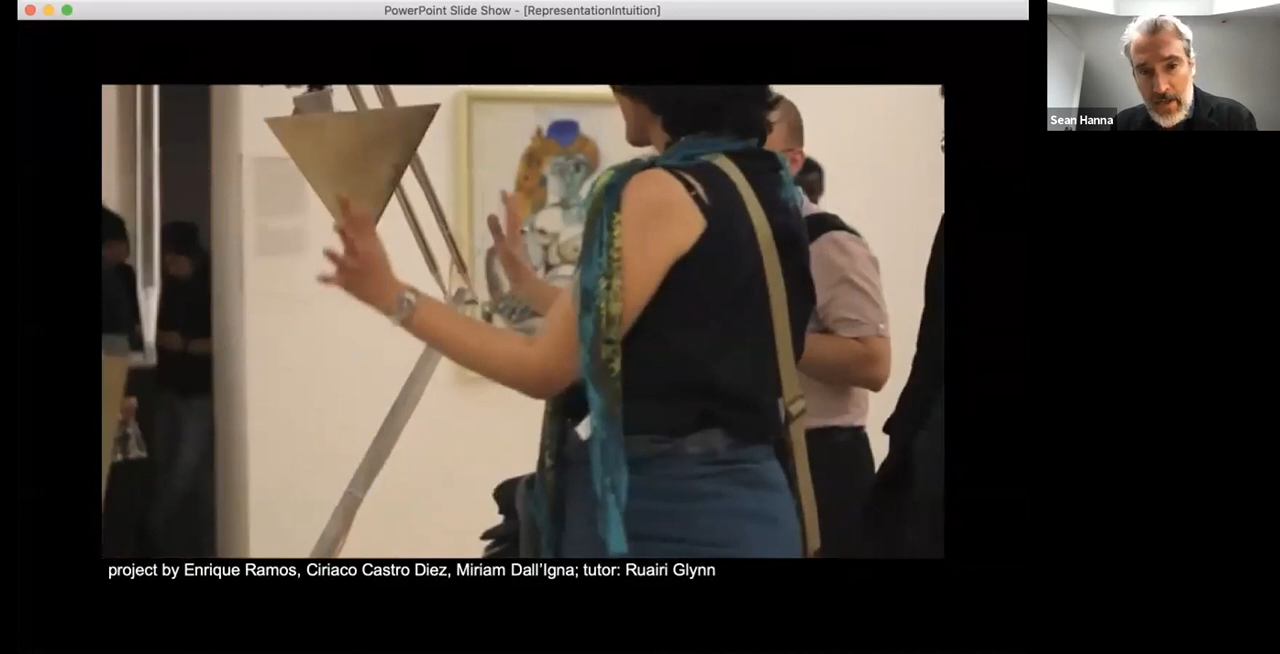 PowerPoint Slide Show - [RepresentationIntuition]
Sean Hanna
project by Enrique Ramos, Ciriaco Castro Diez, Miriam Dall'Igna; tutor: Ruairi Glynn